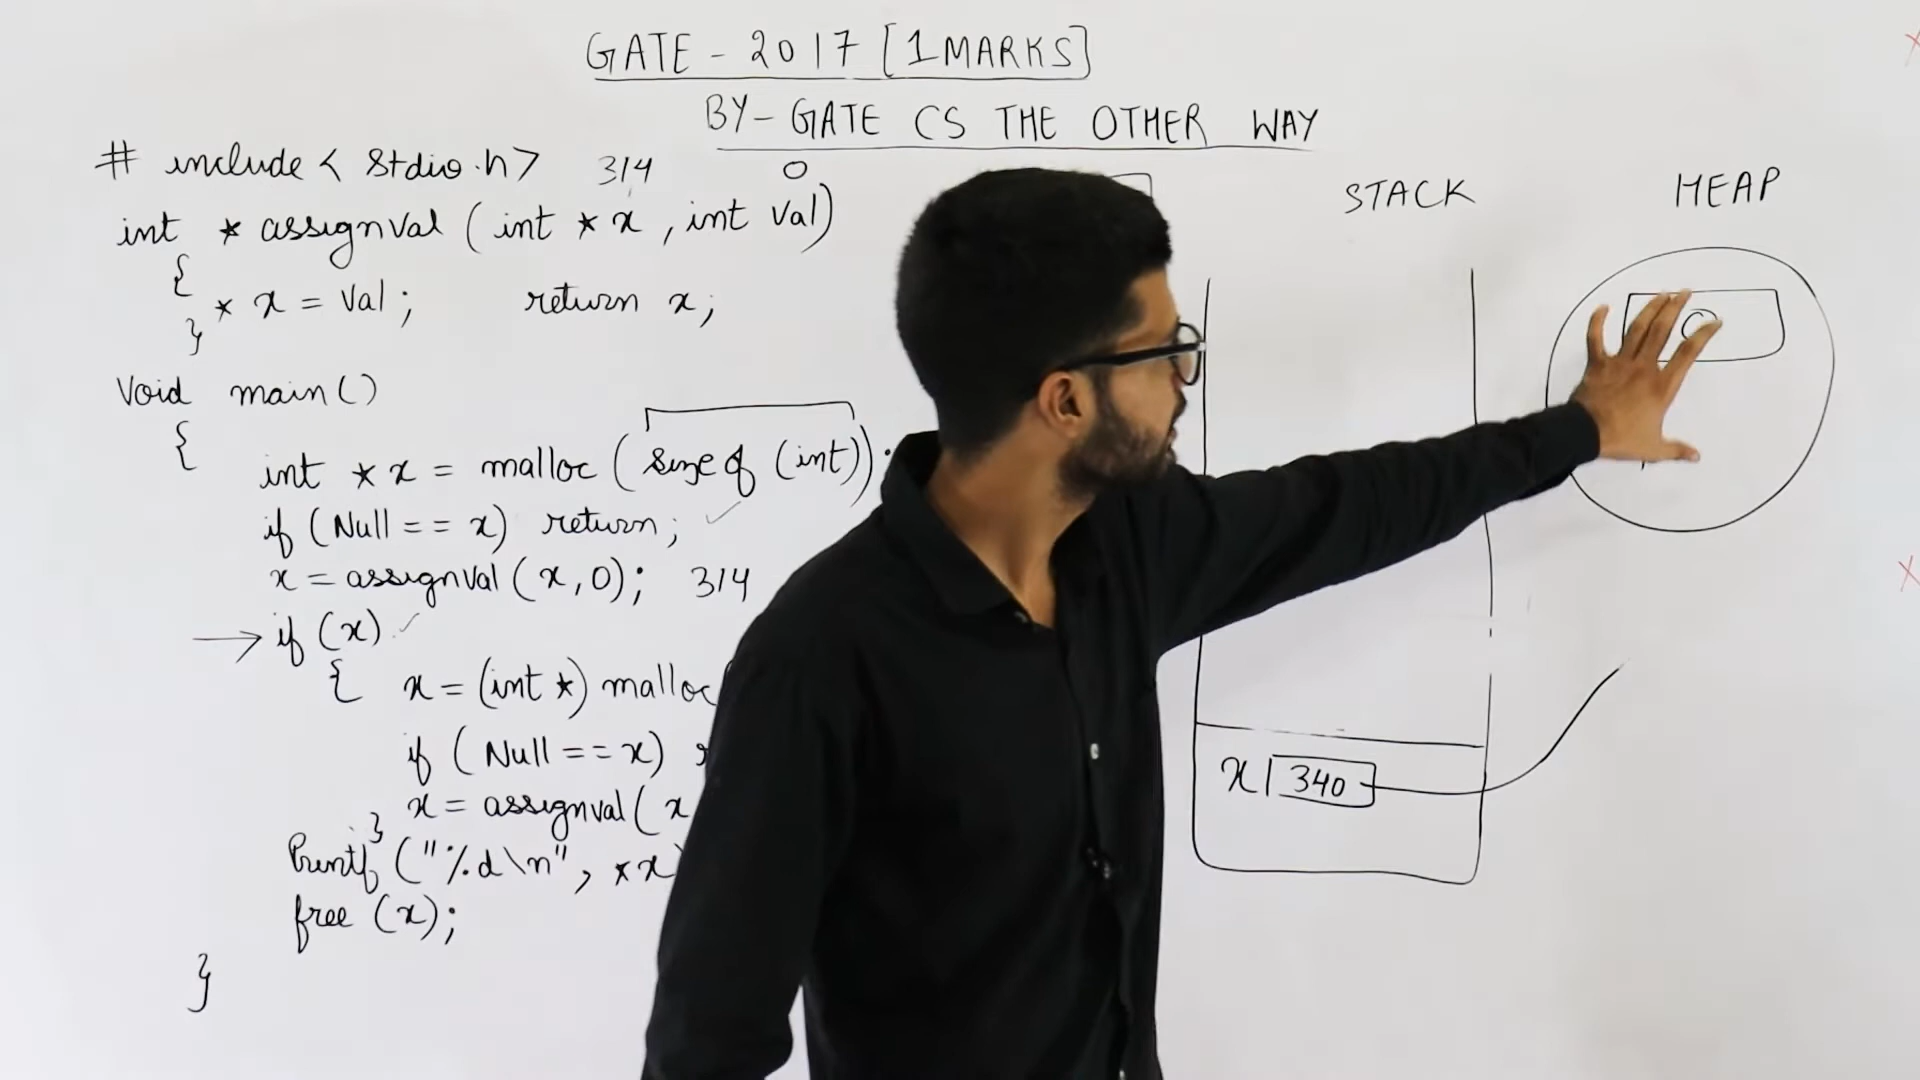 GATE - 2017 [1MARKS]
BY- GATE CS THE OTHER WAY
# include < stdio.h> 314 0
int * assignval ( int * x , int val)
{
* x = val ; return x ;
}
Void main ( )
{
int * x = malloc ( size of (int) )
if ( Null == x ) return ;
x = assignval ( x , 0 ) ; 314
→ if (x)
{ x = (int *) malloc
if ( Null == x )
x = assignval ( x
}
Printf ( "%d\n" , *x
free (x) ;
}
STACK
x 340
HEAP